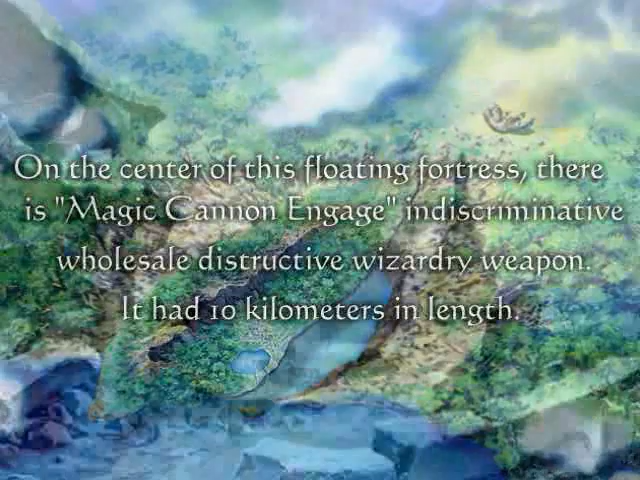 On the center of this floating fortress, there
is "Magic Cannon Engage" indiscriminative
wholesale distructive wizardry weapon.
It had 10 kilometers in length.